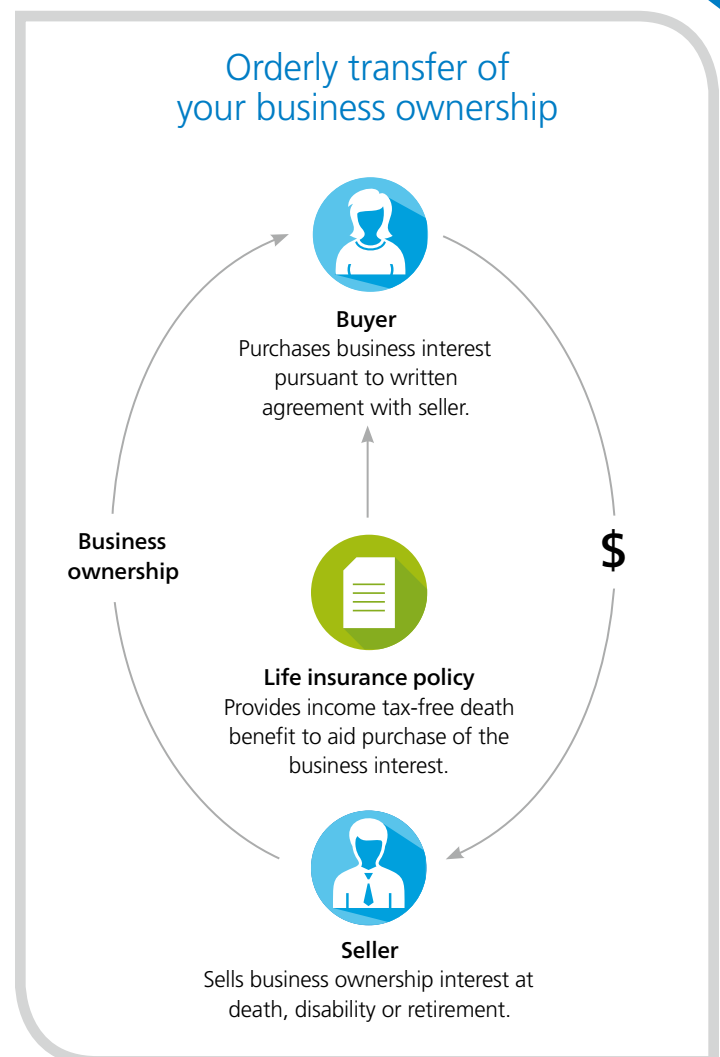 Orderly transfer of
your business ownership
Buyer
Purchases business interest
pursuant to written
agreement with seller.
Business
ownership
$
Life insurance policy
Provides income tax-free death
benefit to aid purchase of the
business interest.
Seller
Sells business ownership interest at
death, disability or retirement.